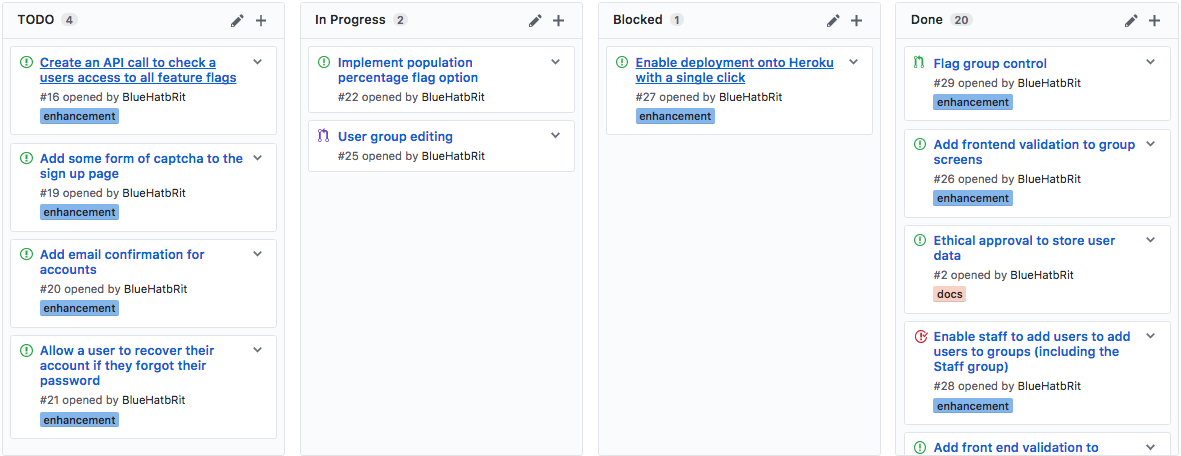 TODO 4
Create an API call to check a
users access to all feature flags
#16 opened by BlueHatbRit
enhancement
Add some form of captcha to the
sign up page
#19 opened by BlueHatbRit
enhancement
Add email confirmation for
accounts
#20 opened by BlueHatbRit
enhancement
Allow a user to recover their
account if they forgot their
password
#21 opened by BlueHatbRit
enhancement
In Progress 2
Implement population
percentage flag option
#22 opened by BlueHatbRit
User group editing
#25 opened by BlueHatbRit
Blocked 1
Enable deployment onto Heroku
with a single click
#27 opened by BlueHatbRit
enhancement
Done 20
Flag group control
#29 opened by BlueHatbRit
enhancement
Add frontend validation to group
screens
#26 opened by BlueHatbRit
enhancement
Ethical approval to store user
data
#2 opened by BlueHatbRit
docs
Enable staff to add users to add
users to groups (including the
Staff group)
#28 opened by BlueHatbRit
enhancement
Add front end validation to